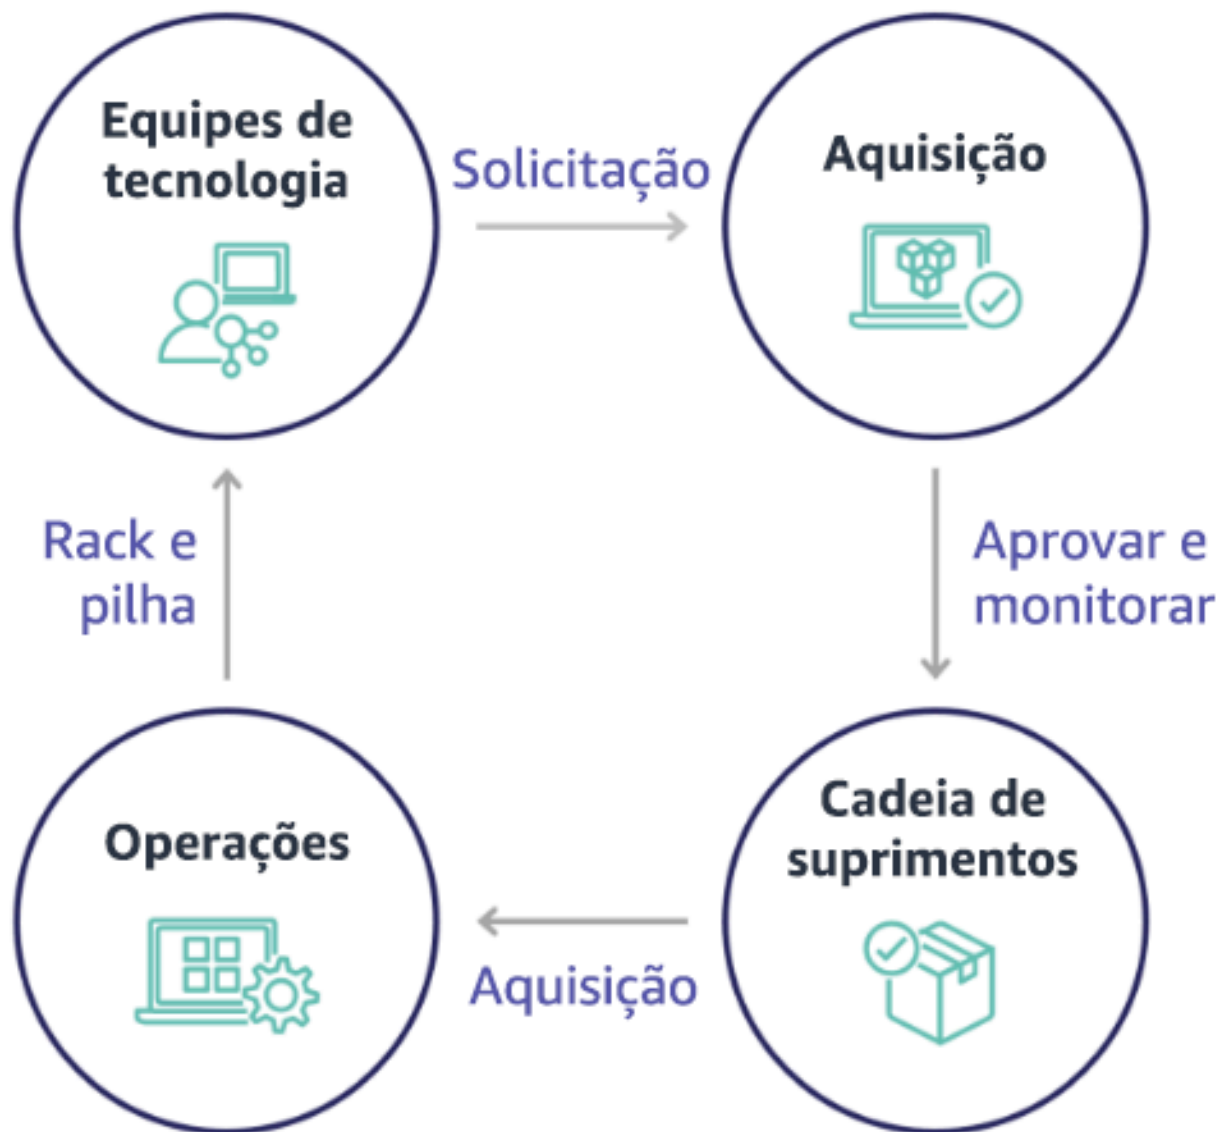 Equipes de
tecnologia
Solicitação
Aquisição
Rack e
pilha
Aprovar e
monitorar
Operações
Aquisição
Cadeia de
suprimentos